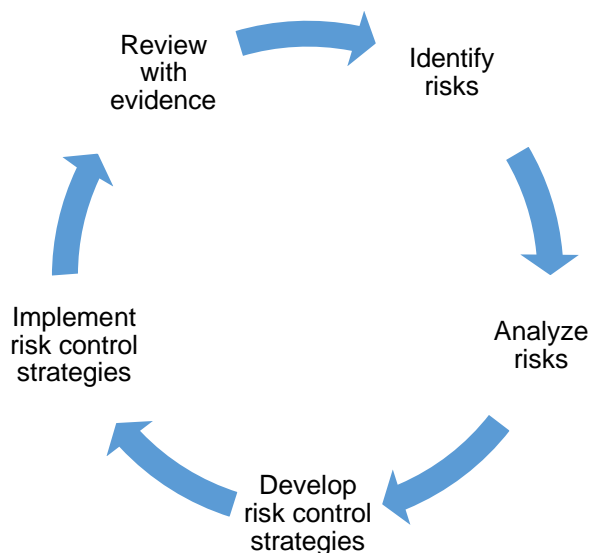 Review
with
evidence
Identify
risks
Analyze
risks
Develop
risk control
strategies
Implement
risk control
strategies